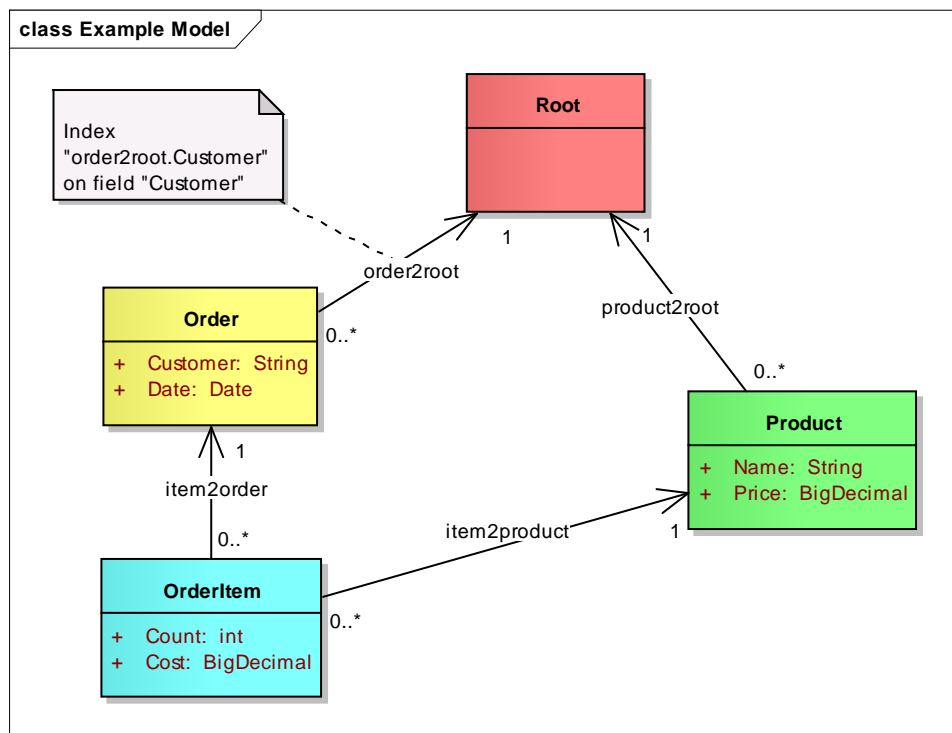 class Example Model
Index
"order2root.Customer"
on field "Customer"
Root
1
1
order2root
product2root
Order
+ Customer: String
+ Date: Date
0..*
0..*
Product
+ Name: String
+ Price: BigDecimal
1
item2order
0..*
item2product
1
OrderItem
+ Count: int
+ Cost: BigDecimal
0..*